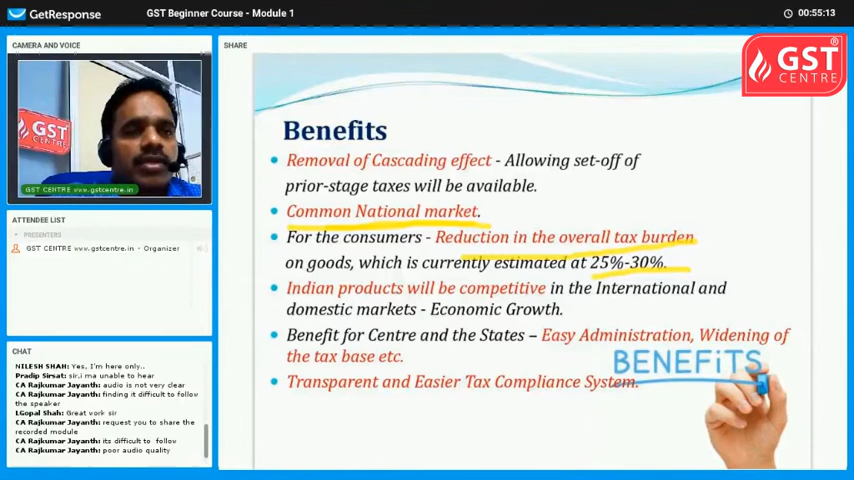 GetResponse
GST Beginner Course - Module 1
00:55:13
CAMERA AND VOICE
GST CENTRE
GST CENTRE www.gstcentre.in
ATTENDEE LIST
PRESENTERS
GST CENTRE www.gstcentre.in - Organizer
CHAT
NILESH SHAH: Yes, I'm here only..
Pradip Sirsat: sir.i ma unable to hear
CA Rajkumar Jayanth: audio is not very clear
CA Rajkumar Jayanth: finding it difficult to follow
the speaker
LGopal Shah: Great work sir
CA Rajkumar Jayanth: request you to share the
recorded module
CA Rajkumar Jayanth: its difficult to follow
CA Rajkumar Jayanth: poor audio quality
SHARE
GST®
CENTRE
Benefits
• Removal of Cascading effect - Allowing set-off of
prior-stage taxes will be available.
• Common National market.
• For the consumers - Reduction in the overall tax burden
on goods, which is currently estimated at 25%-30%.
• Indian products will be competitive in the International and
domestic markets - Economic Growth.
• Benefit for Centre and the States – Easy Administration, Widening of
the tax base etc.
• Transparent and Easier Tax Compliance System.
BENEFiTS